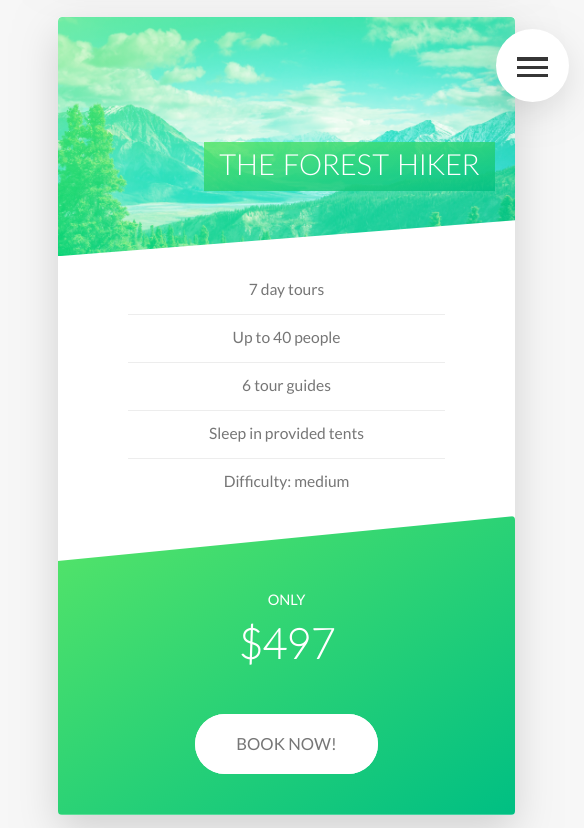 THE FOREST HIKER
7 day tours
Up to 40 people
6 tour guides
Sleep in provided tents
Difficulty: medium
ONLY
$497
BOOK NOW!